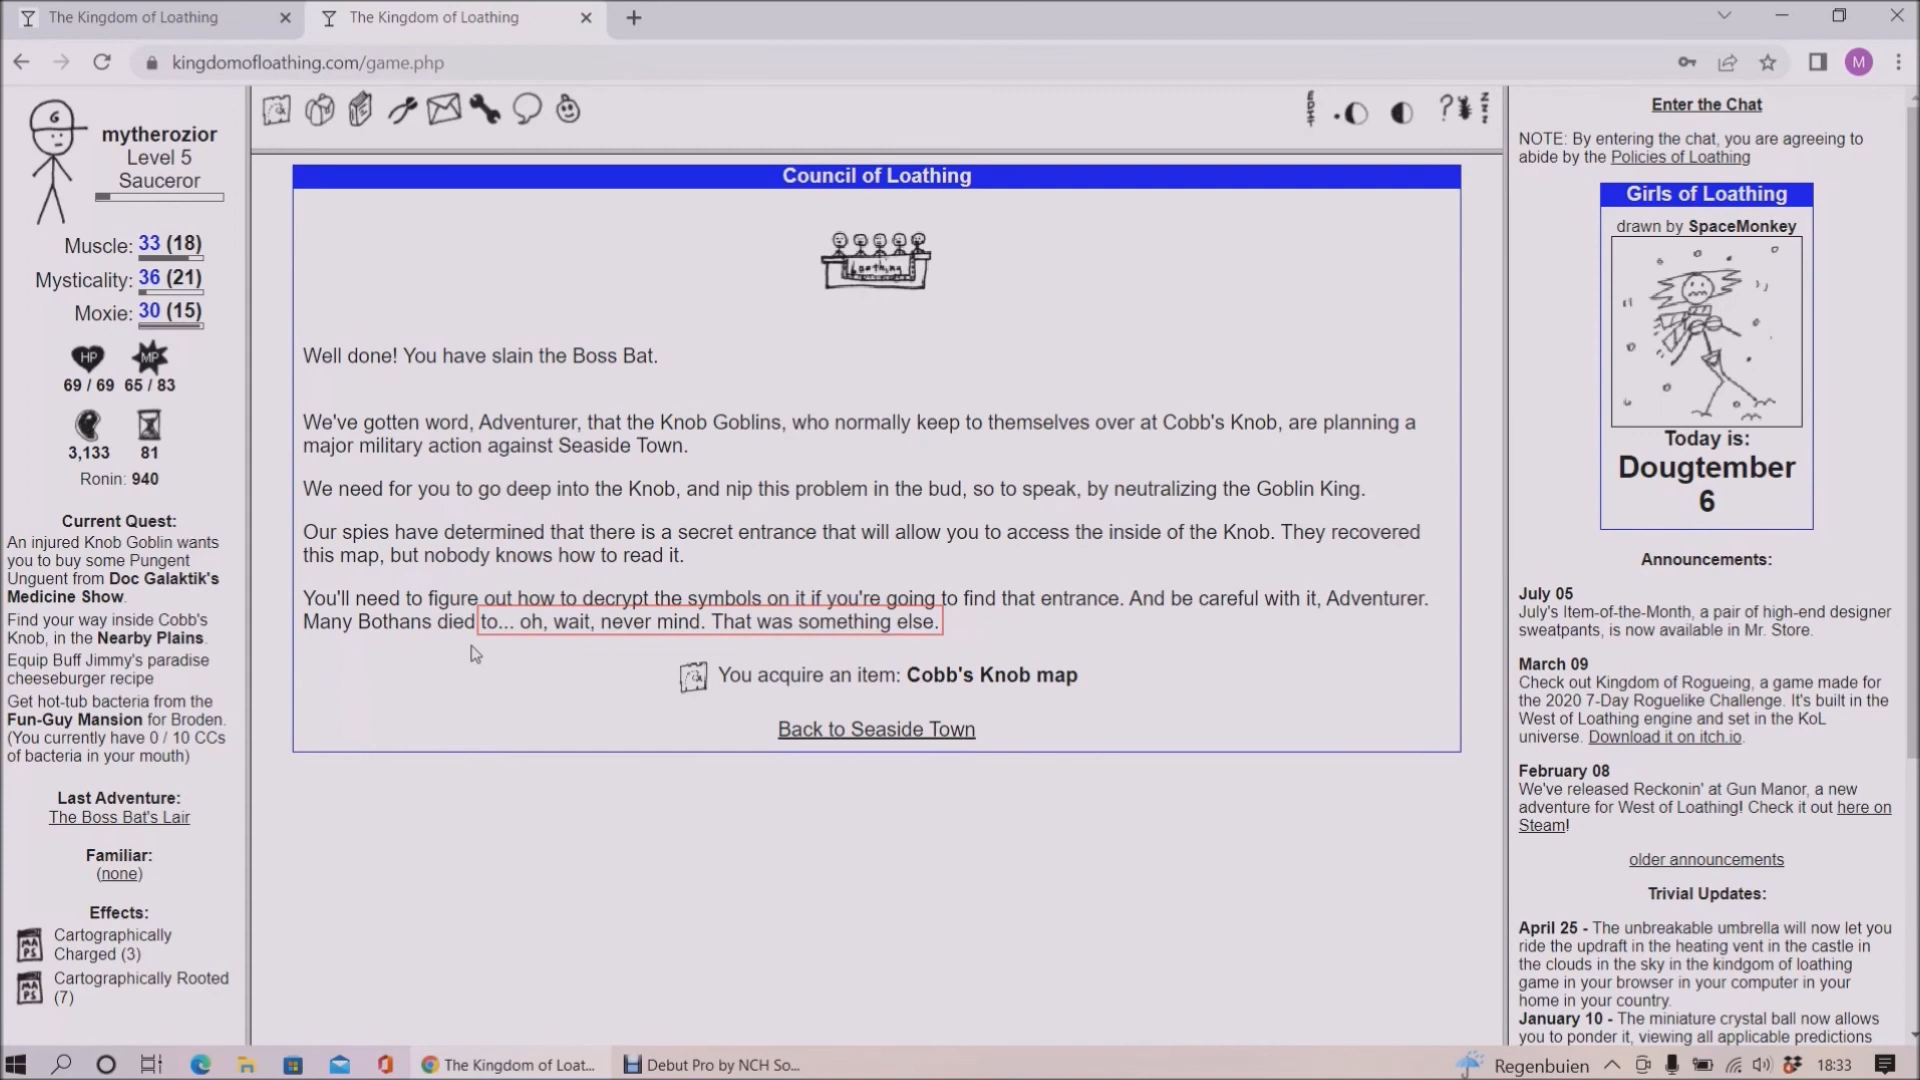 The Kingdom of Loathing
The Kingdom of Loathing
kingdomofloathing.com/game.php
M
mytherozior
Level 5
Sauceror
Muscle: 33 (18)
Mysticality: 36 (21)
Moxie: 30 (15)
HP MP
69 / 69 65 / 83
3,133 81
Ronin: 940
Current Quest:
An injured Knob Goblin wants
you to buy some Pungent
Unguent from Doc Galaktik's
Medicine Show.
Find your way inside Cobb's
Knob, in the Nearby Plains.
Equip Buff Jimmy's paradise
cheeseburger recipe
Get hot-tub bacteria from the
Fun-Guy Mansion for Broden.
(You currently have 0 / 10 CCs
of bacteria in your mouth)
Last Adventure:
The Boss Bat's Lair
Familiar:
(none)
Effects:
MAPS
Cartographically
Charged (3)
MAPS
Cartographically Rooted
(7)
Council of Loathing
Loathing
Well done! You have slain the Boss Bat.
We've gotten word, Adventurer, that the Knob Goblins, who normally keep to themselves over at Cobb's Knob, are planning a
major military action against Seaside Town.
We need for you to go deep into the Knob, and nip this problem in the bud, so to speak, by neutralizing the Goblin King.
Our spies have determined that there is a secret entrance that will allow you to access the inside of the Knob. They recovered
this map, but nobody knows how to read it.
You'll need to figure out how to decrypt the symbols on it if you're going to find that entrance. And be careful with it, Adventurer.
Many Bothans died to... oh, wait, never mind. That was something else.
You acquire an item: Cobb's Knob map
Back to Seaside Town
Enter the Chat
NOTE: By entering the chat, you are agreeing to
abide by the Policies of Loathing
Girls of Loathing
drawn by SpaceMonkey
Today is:
Dougtember
6
Announcements:
July 05
July's Item-of-the-Month, a pair of high-end designer
sweatpants, is now available in Mr. Store.
March 09
Check out Kingdom of Rogueing, a game made for
the 2020 7-Day Roguelike Challenge. It's built in the
West of Loathing engine and set in the KoL
universe. Download it on itch.io.
February 08
We've released Reckonin' at Gun Manor, a new
adventure for West of Loathing! Check it out here on
Steam!
older announcements
Trivial Updates:
April 25 - The unbreakable umbrella will now let you
ride the updraft in the heating vent in the castle in
the clouds in the sky in the kindgom of loathing
game in your browser in your computer in your
home in your country.
January 10 - The miniature crystal ball now allows
you to ponder it, viewing all applicable predictions
The Kingdom of Loat...
Debut Pro by NCH So...
Regenbuien
18:33